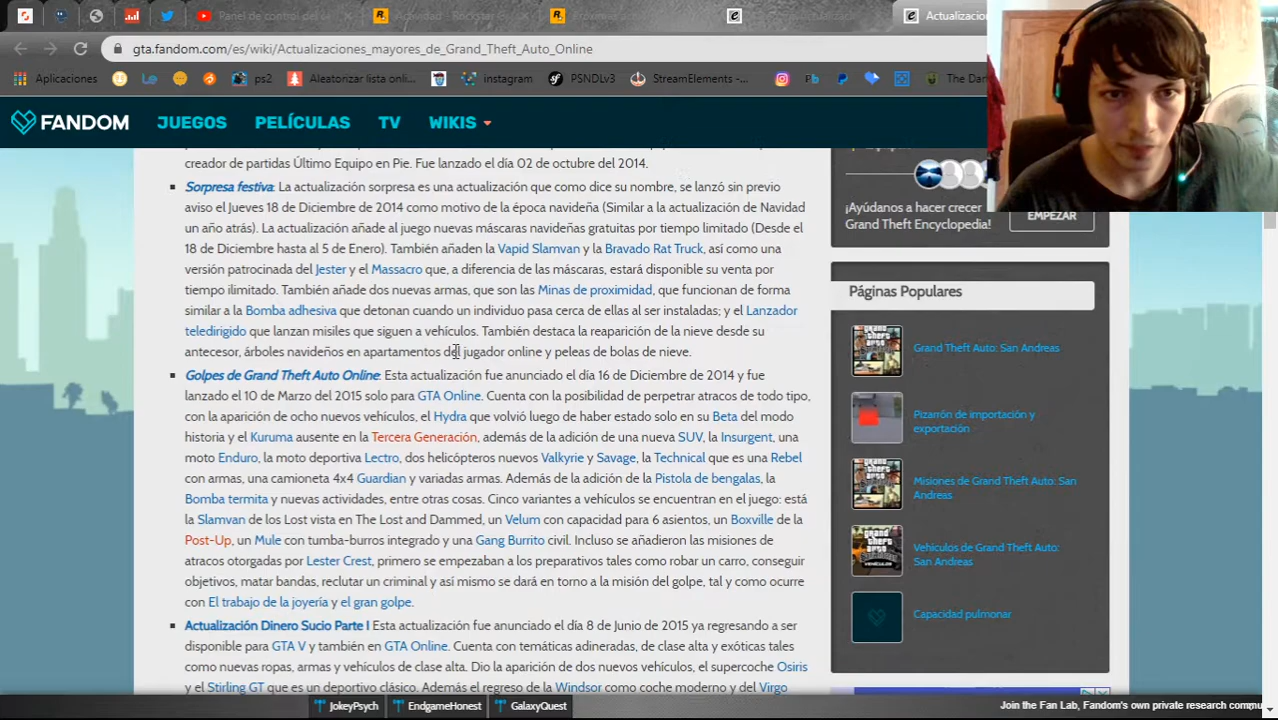 Panel de control del
Actividad - Rockstar G
Próximo
Actualizacion
gta.fandom.com/es/wiki/Actualizaciones_mayores_de_Grand_Theft_Auto_Online
Aplicaciones
ps2
Aleatorizar lista onli...
instagram
PSNDLv3
StreamElements -...
The Dar
FANDOM
JUEGOS
PELÍCULAS
TV
WIKIS
creador de partidas Último Equipo en Pie. Fue lanzado el día 02 de octubre del 2014.
Sorpresa festiva: La actualización sorpresa es una actualización que como dice su nombre, se lanzó sin previo
aviso el Jueves 18 de Diciembre de 2014 como motivo de la época navideña (Similar a la actualización de Navidad
un año atrás). La actualización añade al juego nuevas máscaras navideñas gratuitas por tiempo limitado (Desde el
18 de Diciembre hasta al 5 de Enero). También añaden la Vapid Slamvan y la Bravado Rat Truck, así como una
versión patrocinada del Jester y el Massacro que, a diferencia de las máscaras, estará disponible su venta por
tiempo ilimitado. También añade dos nuevas armas, que son las Minas de proximidad, que funcionan de forma
similar a la Bomba adhesiva que detonan cuando un individuo pasa cerca de ellas al ser instaladas; y el Lanzador
teledirigido que lanzan misiles que siguen a vehículos. También destaca la reaparición de la nieve desde su
antecesor, árboles navideños en apartamentos del jugador online y peleas de bolas de nieve.
Golpes de Grand Theft Auto Online: Esta actualización fue anunciado el día 16 de Diciembre de 2014 y fue
lanzado el 10 de Marzo del 2015 solo para GTA Online. Cuenta con la posibilidad de perpetrar atracos de todo tipo,
con la aparición de ocho nuevos vehículos, el Hydra que volvió luego de haber estado solo en su Beta del modo
historia y el Kuruma ausente en la Tercera Generación, además de la adición de una nueva SUV, la Insurgent, una
moto Enduro, la moto deportiva Lectro, dos helicópteros nuevos Valkyrie y Savage, la Technical que es una Rebel
con armas, una camioneta 4x4 Guardian y variadas armas. Además de la adición de la Pistola de bengalas, la
Bomba termita y nuevas actividades, entre otras cosas. Cinco variantes a vehículos se encuentran en el juego: está
la Slamvan de los Lost vista en The Lost and Damned, un Velum con capacidad para 6 asientos, un Boxville de la
Post-Up, un Mule con tumba-burros integrado y una Gang Burrito civil. Incluso se añadieron las misiones de
atracos otorgadas por Lester Crest, primero se empezaban a los preparativos tales como robar un carro, conseguir
objetivos, matar bandas, reclutar un criminal y así mismo se dará en torno a la misión del golpe, tal y como ocurre
con El trabajo de la joyería y el gran golpe.
Actualización Dinero Sucio Parte I Esta actualización fue anunciado el día 8 de Junio de 2015 ya regresando a ser
disponible para GTA V y también en GTA Online. Cuenta con temáticas adineradas, de clase alta y exóticas tales
como nuevas ropas, armas y vehículos de clase alta. Dio la aparición de dos nuevos vehículos, el supercoche Osiris
y el Stirling GT que es un deportivo clásico. Además el regreso de la Windsor como coche moderno y del Virgo
¡Ayúdanos a hacer crecer
Grand Theft Encyclopedia!
EMPEZAR
Páginas Populares
Grand Theft Auto: San Andreas
Pizarrón de importación y
exportación
Misiones de Grand Theft Auto: San
Andreas
Vehículos de Grand Theft Auto:
San Andreas
Capacidad pulmonar
JokeyPsych
EndgameHonest
GalaxyQuest
Join the Fan Lab, Fandom's own private research commu